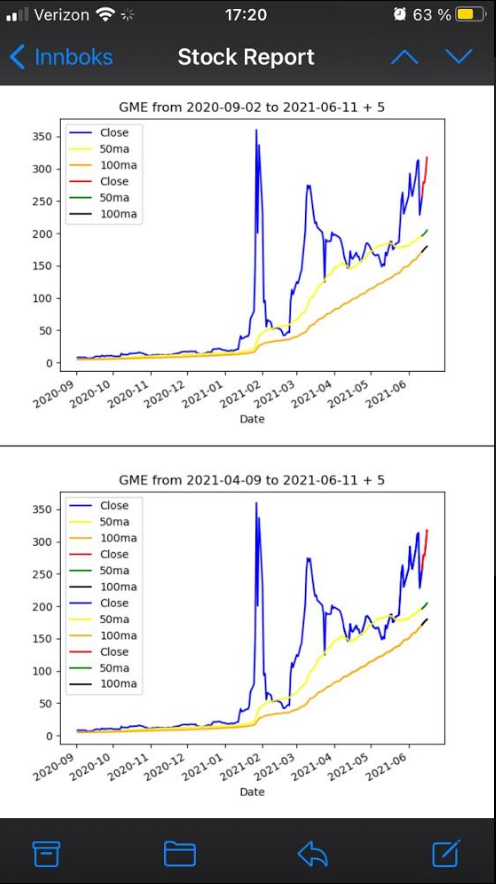 Verizon 17:20 63 %
Innboks Stock Report
GME from 2020-09-02 to 2021-06-11 + 5
Close
50ma
100ma
Close
50ma
100ma
350
300
250
200
150
100
50
0
2020-09 2020-10 2020-11 2020-12 2021-01 2021-02 2021-03 2021-04 2021-05 2021-06
Date
GME from 2021-04-09 to 2021-06-11 + 5
Close
50ma
100ma
Close
50ma
100ma
Close
50ma
100ma
Close
50ma
100ma
350
300
250
200
150
100
50
0
2020-09 2020-10 2020-11 2020-12 2021-01 2021-02 2021-03 2021-04 2021-05 2021-06
Date